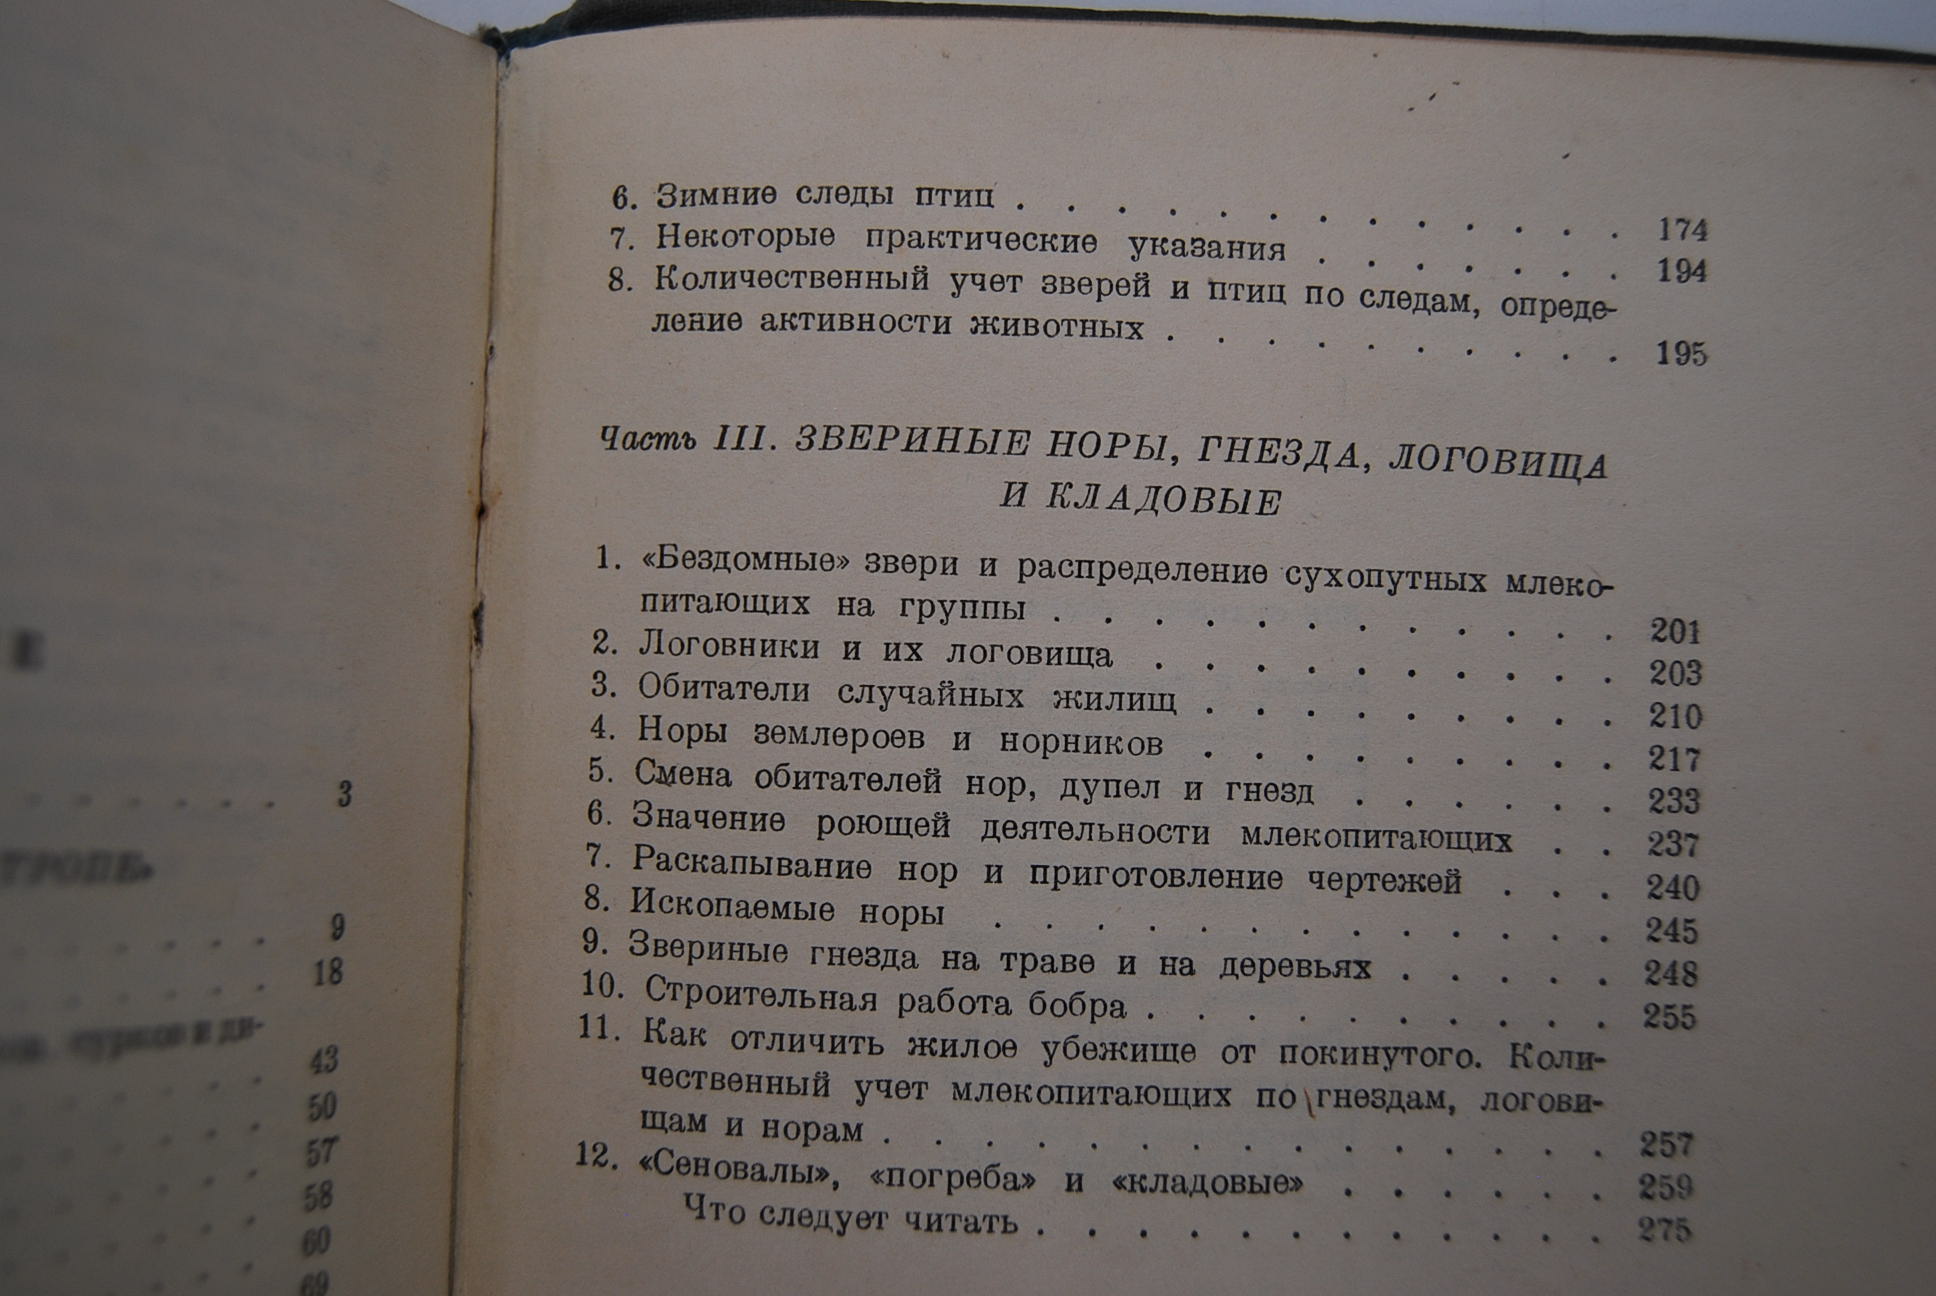 3
ТРОПЕ»
9
18
43
50
57
58
60
69
6. Зимние следы птиц . . . . . . . . . . . . . 174
7. Некоторые практические указания . . . . . . . 194
8. Количественный учет зверей и птиц по следам, опреде-
ление активности животных . . . . . . . . . . 195
Часть III. ЗВЕРИНЫЕ НОРЫ, ГНЕЗДА, ЛОГОВИЩА
И КЛАДОВЫЕ
1. «Бездомные» звери и распределение сухопутных млеко-
питающих на группы . . . . . . . . . . . . 201
2. Логовники и их логовища . . . . . . . . . . 203
3. Обитатели случайных жилищ . . . . . . . . . 210
4. Норы землероев и норников . . . . . . . . . 217
5. Смена обитателей нор, дупел и гнезд . . . . . . 233
6. Значение роющей деятельности млекопитающих . . 237
7. Раскапывание нор и приготовление чертежей . . . 240
8. Ископаемые норы . . . . . . . . . . . . . 245
9. Звериные гнезда на траве и на деревьях . . . . . 248
10. Строительная работа бобра . . . . . . . . . . 255
11. Как отличить жилое убежище от покинутого. Коли-
чественный учет млекопитающих по гнездам, логови-
щам и норам . . . . . . . . . . . . . . . 257
12. «Сеновалы», «погреба» и «кладовые» . . . . . . 259
Что следует читать . . . . . . . . . . . . 275